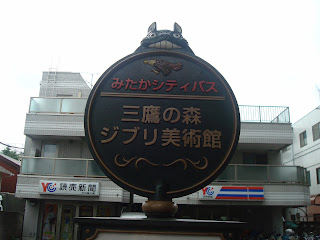 みたかシティバス
三鷹の森
ジブリ美術館
読売新聞